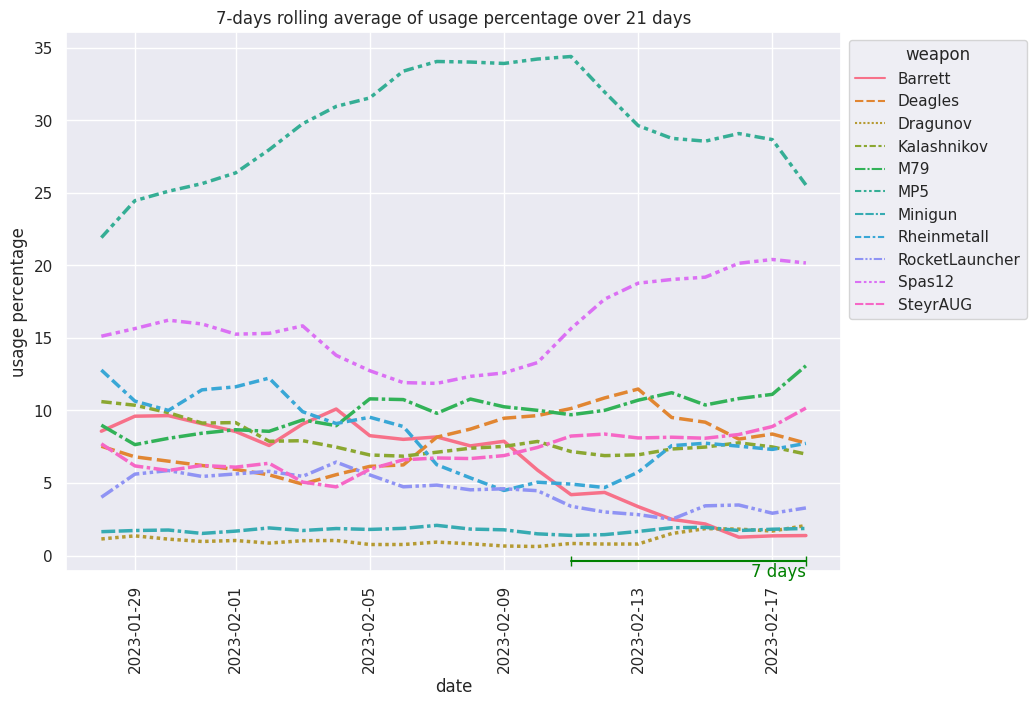 7-days rolling average of usage percentage over 21 days
usage percentage
35
30
25
20
15
10
5
0
2023-01-29
2023-02-01
2023-02-05
2023-02-09
2023-02-13
2023-02-17
date
7 days
weapon
Barrett
Deagles
Dragunov
Kalashnikov
M79
MP5
Minigun
Rheinmetall
RocketLauncher
Spas12
SteyrAUG